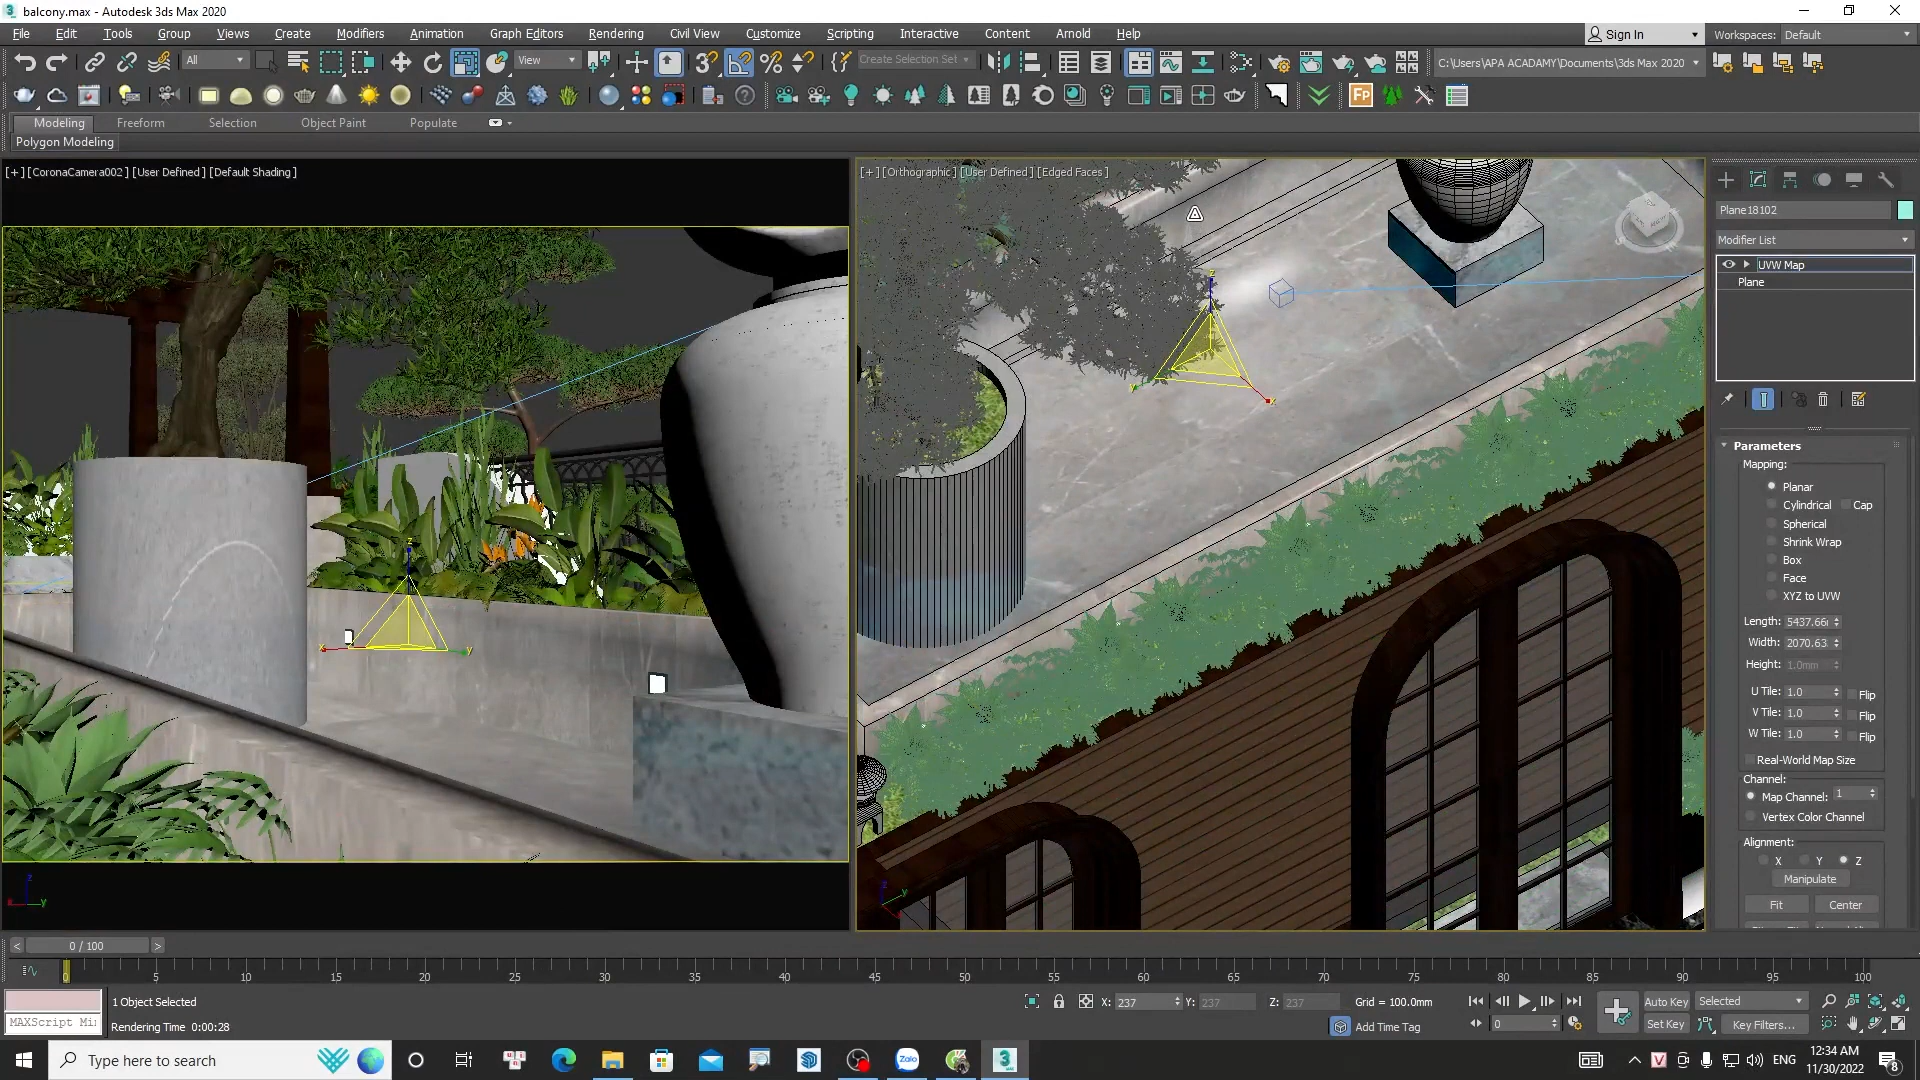 balcony.max - Autodesk 3ds Max 2020
File Edit Tools Group Views Create Modifiers Animation Graph Editors Rendering Civil View Customize Scripting Interactive Content Arnold Help
Sign In
Workspaces: Default
All
View
Create Selection Set
C:\Users\APA ACADAMY\Documents\3ds Max 2020
Fp
Modeling Freeform Selection Object Paint Populate
Polygon Modeling
[+] [CoronaCamera002 ] [User Defined ] [Default Shading ]
[+] [Orthographic ] [User Defined ] [Edged Faces ]
Plane18102
Modifier List
UVW Map
Plane
Parameters
Mapping:
Planar
Cylindrical Cap
Spherical
Shrink Wrap
Box
Face
XYZ to UVW
Length: 5437.66
Width: 2070.63
Height: 1.0mm
U Tile: 1.0 Flip
V Tile: 1.0 Flip
W Tile: 1.0 Flip
Real-World Map Size
Channel:
Map Channel: 1
Vertex Color Channel
Alignment:
X Y Z
Manipulate
Fit Center
< 0 / 100 >
0 5 10 15 20 25 30 35 40 45 50 55 60 65 70 75 80 85 90 95 100
1 Object Selected
MAXScript Mi
Rendering Time 0:00:28
X: 237 Y: 237 Z: 237 Grid = 100.0mm
Add Time Tag
0
Auto Key Selected
Set Key Key Filters...
Type here to search
Zalo
3
ENG
12:34 AM
11/30/2022
8